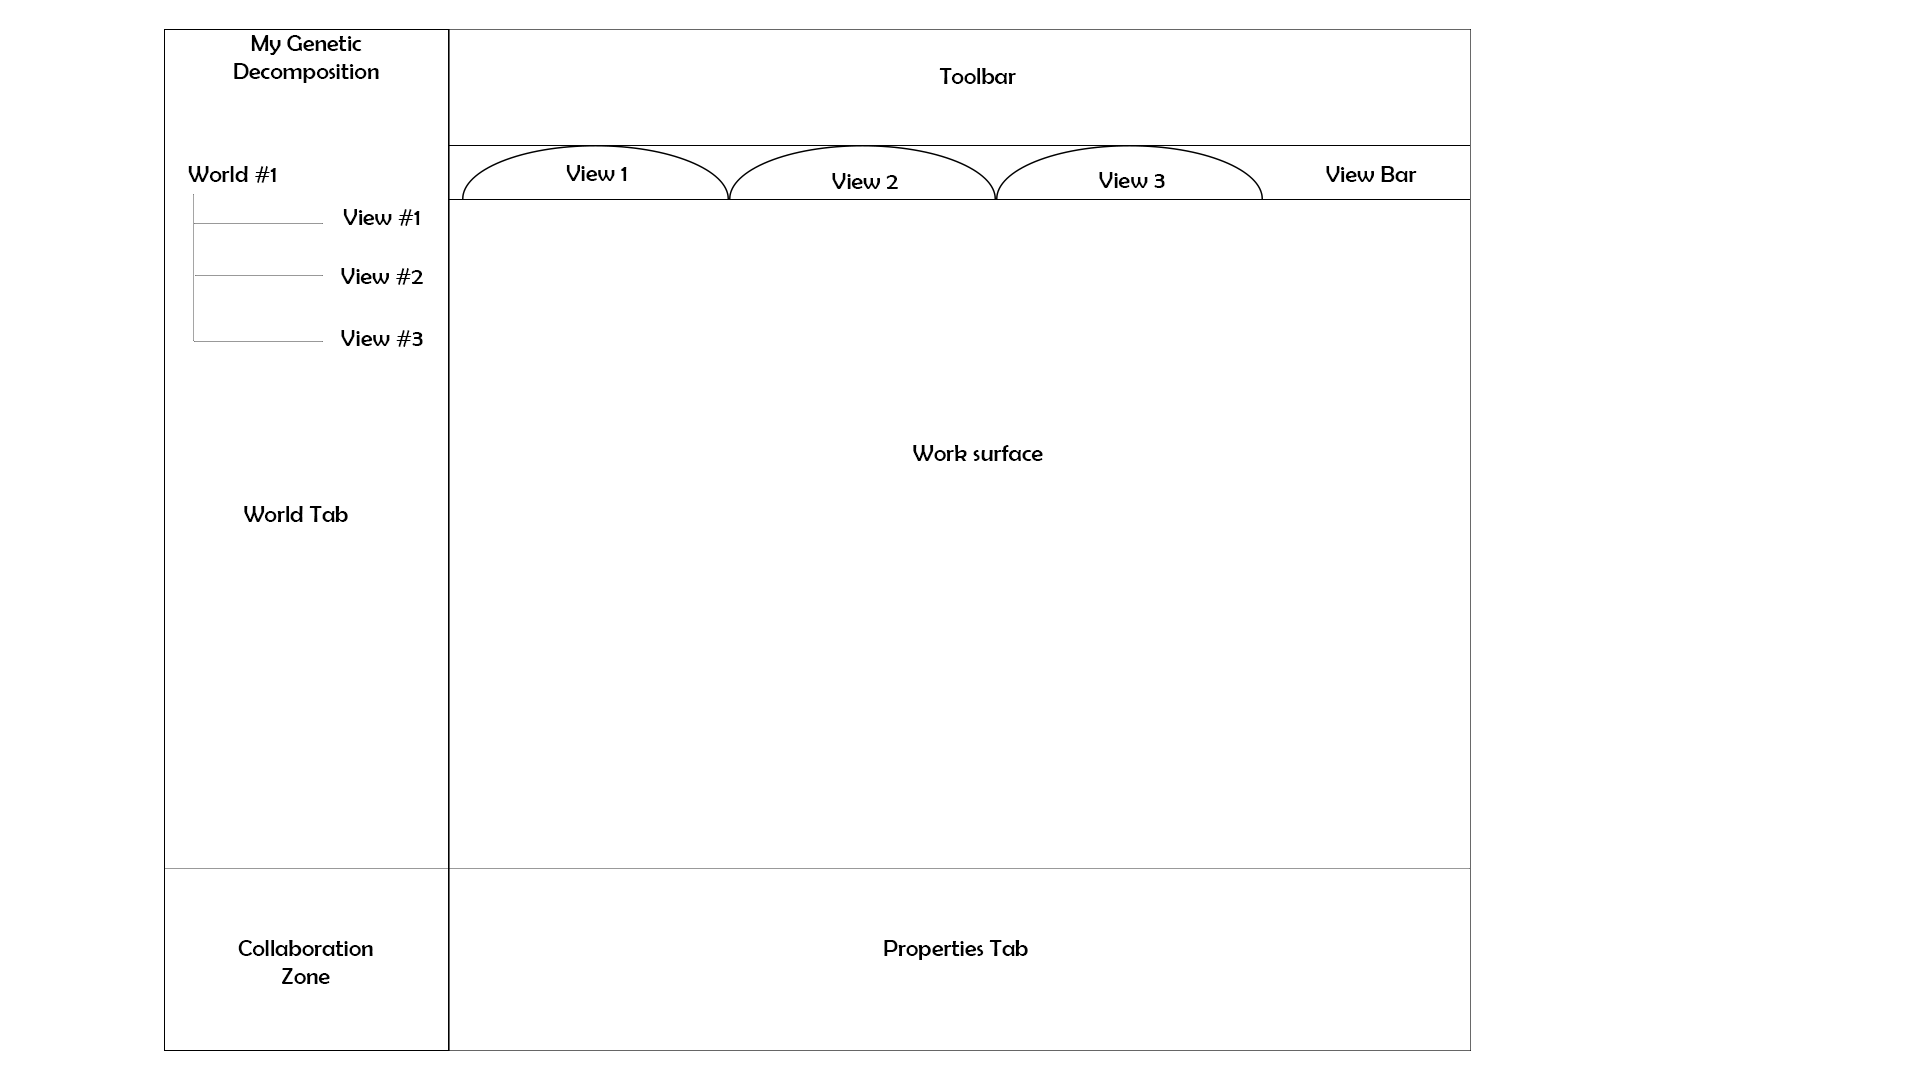 My Genetic
Decomposition
Toolbar
World #1
View 1
View 2
View 3
View Bar
View #1
View #2
View #3
Work surface
World Tab
Collaboration
Zone
Properties Tab